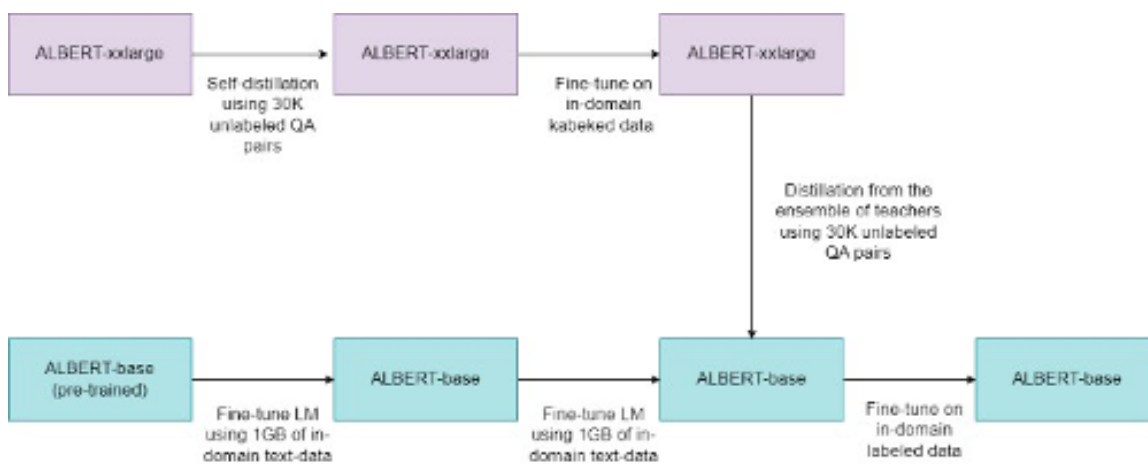 ALBERT-xxlarge
ALBERT-xxlarge
ALBERT-xxlarge
Self-distillation
uising 30K
unlabeled QA
pairs
Fine-tune on
in-domain
kabeked data
Distillation from the
ensemble of teachers
using 30K unlabeled
QA pairs
ALBERT-base
(pre-trained)
ALBERT-base
ALBERT-base
ALBERT-base
Fine-tune LM
using 1GB of in-
domain text-data
Fine-tune LM
using 1GB of in-
domain text-data
Fine-tune on
in-domain
labeled data